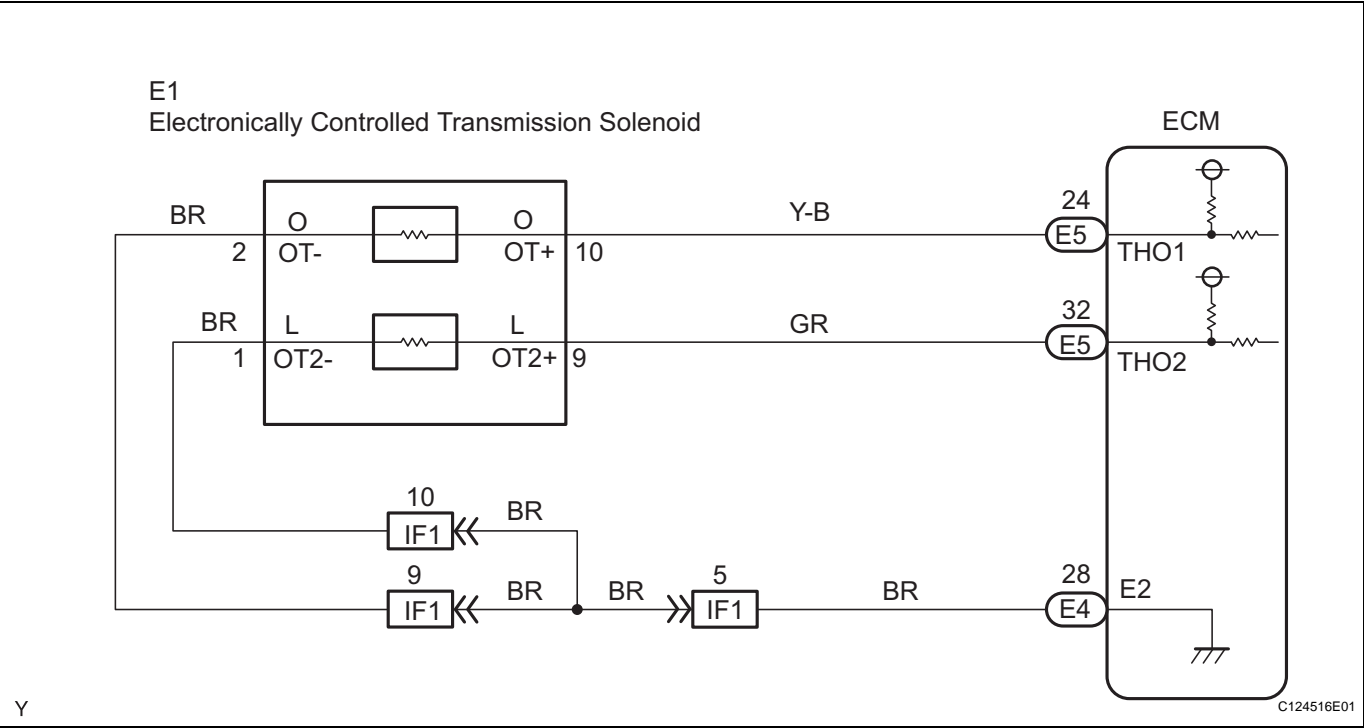 E1
Electronically Controlled Transmission Solenoid
ECM
BR
2
O
OT-
O
OT+
10
Y-B
24
E5
THO1
BR
1
L
OT2-
L
OT2+
9
GR
32
E5
THO2
10
IF1
BR
9
IF1
BR
BR
5
IF1
BR
28
E4
E2
Y
C124516E01